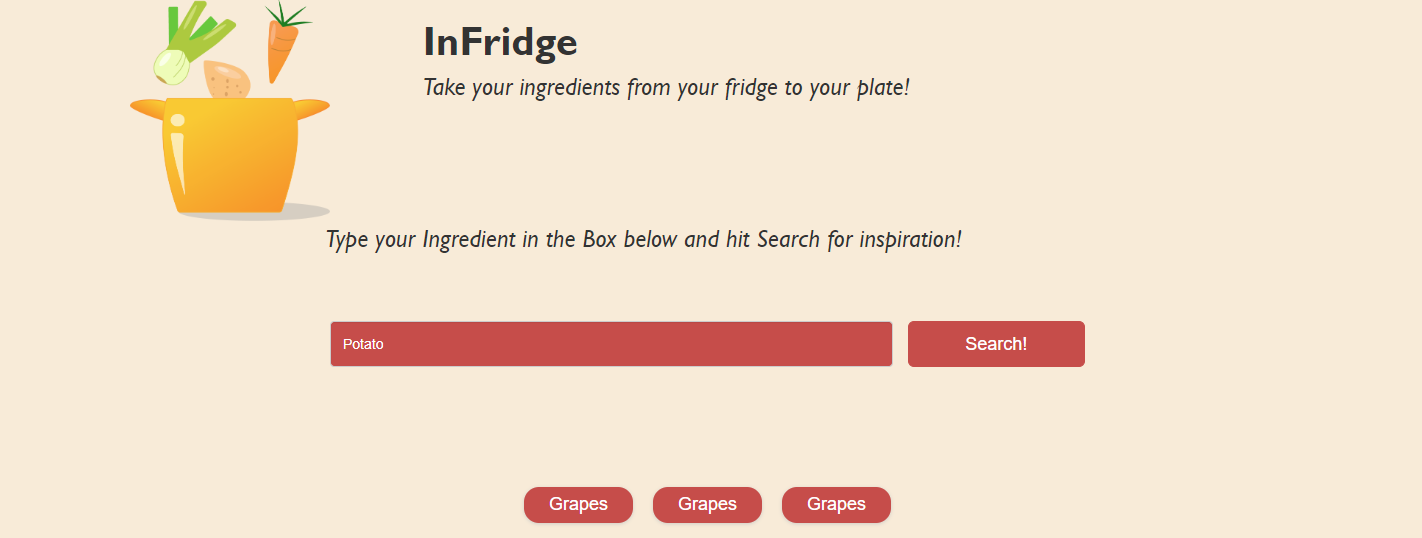 InFridge
Take your ingredients from your fridge to your plate!
Type your Ingredient in the Box below and hit Search for inspiration!
Potato
Search!
Grapes
Grapes
Grapes